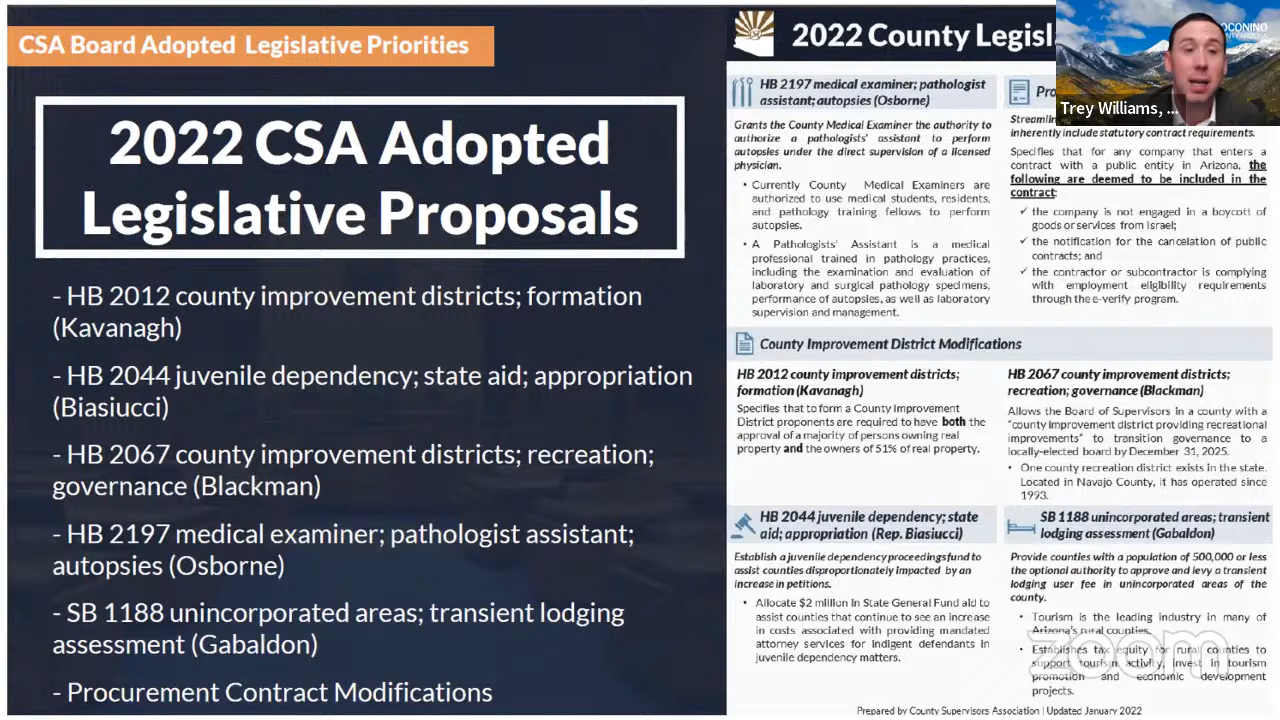 CSA Board Adopted Legislative Priorities
2022 CSA Adopted
Legislative Proposals
- HB 2012 county improvement districts; formation
(Kavanagh)
- HB 2044 juvenile dependency; state aid; appropriation
(Biasiucci)
- HB 2067 county improvement districts; recreation;
governance (Blackman)
- HB 2197 medical examiner; pathologist assistant;
autopsies (Osborne)
- SB 1188 unincorporated areas; transient lodging
assessment (Gabaldon)
- Procurement Contract Modifications
2022 County Legisl
HB 2197 medical examiner; pathologist
assistant; autopsies (Osborne)
Grants the County Medical Examiner the authority to
authorize a pathologists' assistant to perform
autopsies under the direct supervision of a licensed
physician.
• Currently County Medical Examiners are
authorized to use medical students, residents,
and pathology training fellows to perform
autopsies.
• A Pathologists' Assistant is a medical
professional trained in pathology practices,
including the examination and evaluation of
laboratory and surgical pathology specimens,
performance of autopsies, as well as laboratory
supervision and management.
OCONINO
Trey Williams, ...
Pro
Streamlin
inherently include statutory contract requirements.
Specifies that for any company that enters a
contract with a public entity in Arizona, the
following are deemed to be included in the
contract:
✓ the company is not engaged in a boycott of
goods or services from Israel;
✓ the notification for the cancelation of public
contracts; and
✓ the contractor or subcontractor is complying
with employment eligibility requirements
through the e-verify program.
County Improvement District Modifications
HB 2012 county improvement districts;
formation (Kavanagh)
Specifies that to form a County Improvement
District proponents are required to have both the
approval of a majority of persons owning real
property and the owners of 51% of real property.
HB 2067 county improvement districts;
recreation; governance (Blackman)
Allows the Board of Supervisors in a county with a
"county improvement district providing recreational
improvements" to transition governance to a
locally-elected board by December 31, 2025.
• One county recreation district exists in the state.
Located in Navajo County, it has operated since
1993.
HB 2044 juvenile dependency; state
aid; appropriation (Rep. Biasiucci)
Establish a juvenile dependency proceedings fund to
assist counties disproportionately impacted by an
increase in petitions.
• Allocate $2 million in State General Fund aid to
assist counties that continue to see an increase
in costs associated with providing mandated
attorney services for indigent defendants in
juvenile dependency matters.
SB 1188 unincorporated areas; transient
lodging assessment (Gabaldon)
Provide counties with a population of 500,000 or less
the optional authority to approve and levy a transient
lodging user fee in unincorporated areas of the
county.
• Tourism is the leading industry in many of
Arizona's rural counties.
• Establishes tax equity for rural counties to
support tourism activity, invest in tourism
promotion and economic development
projects.
zoom
Prepared by County Supervisors Association | Updated January 2022